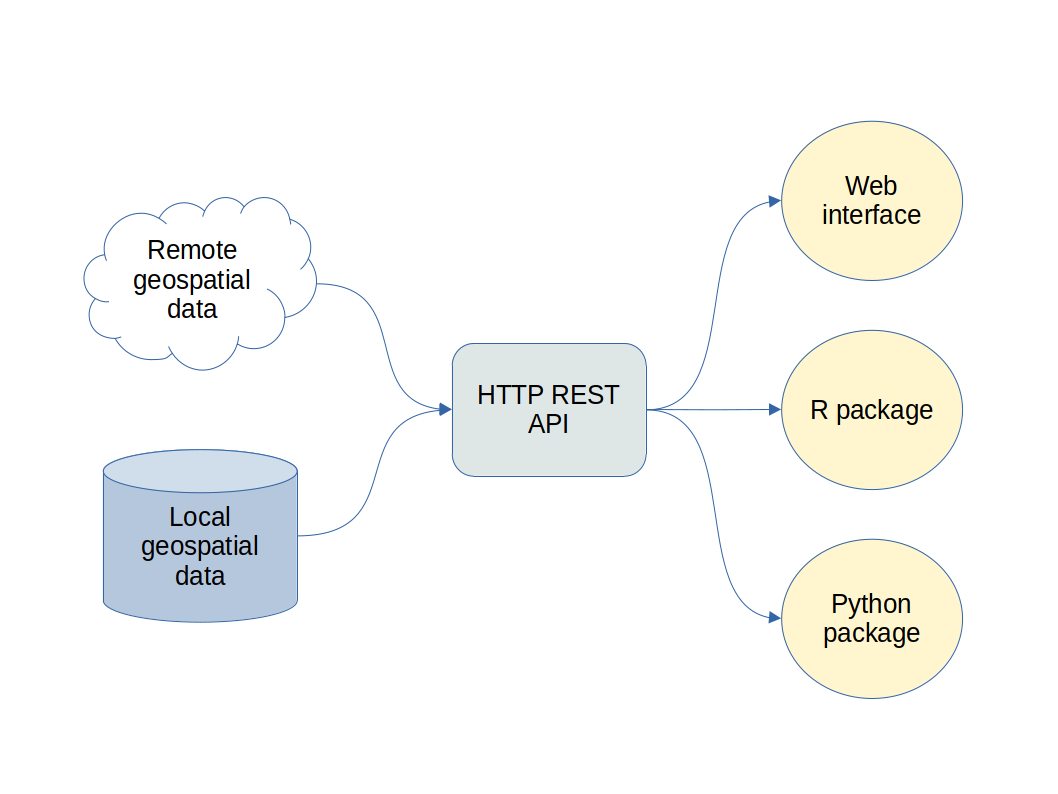 Remote
geospatial
data
Local
geospatial
data
HTTP REST
API
Web
interface
R package
Python
package